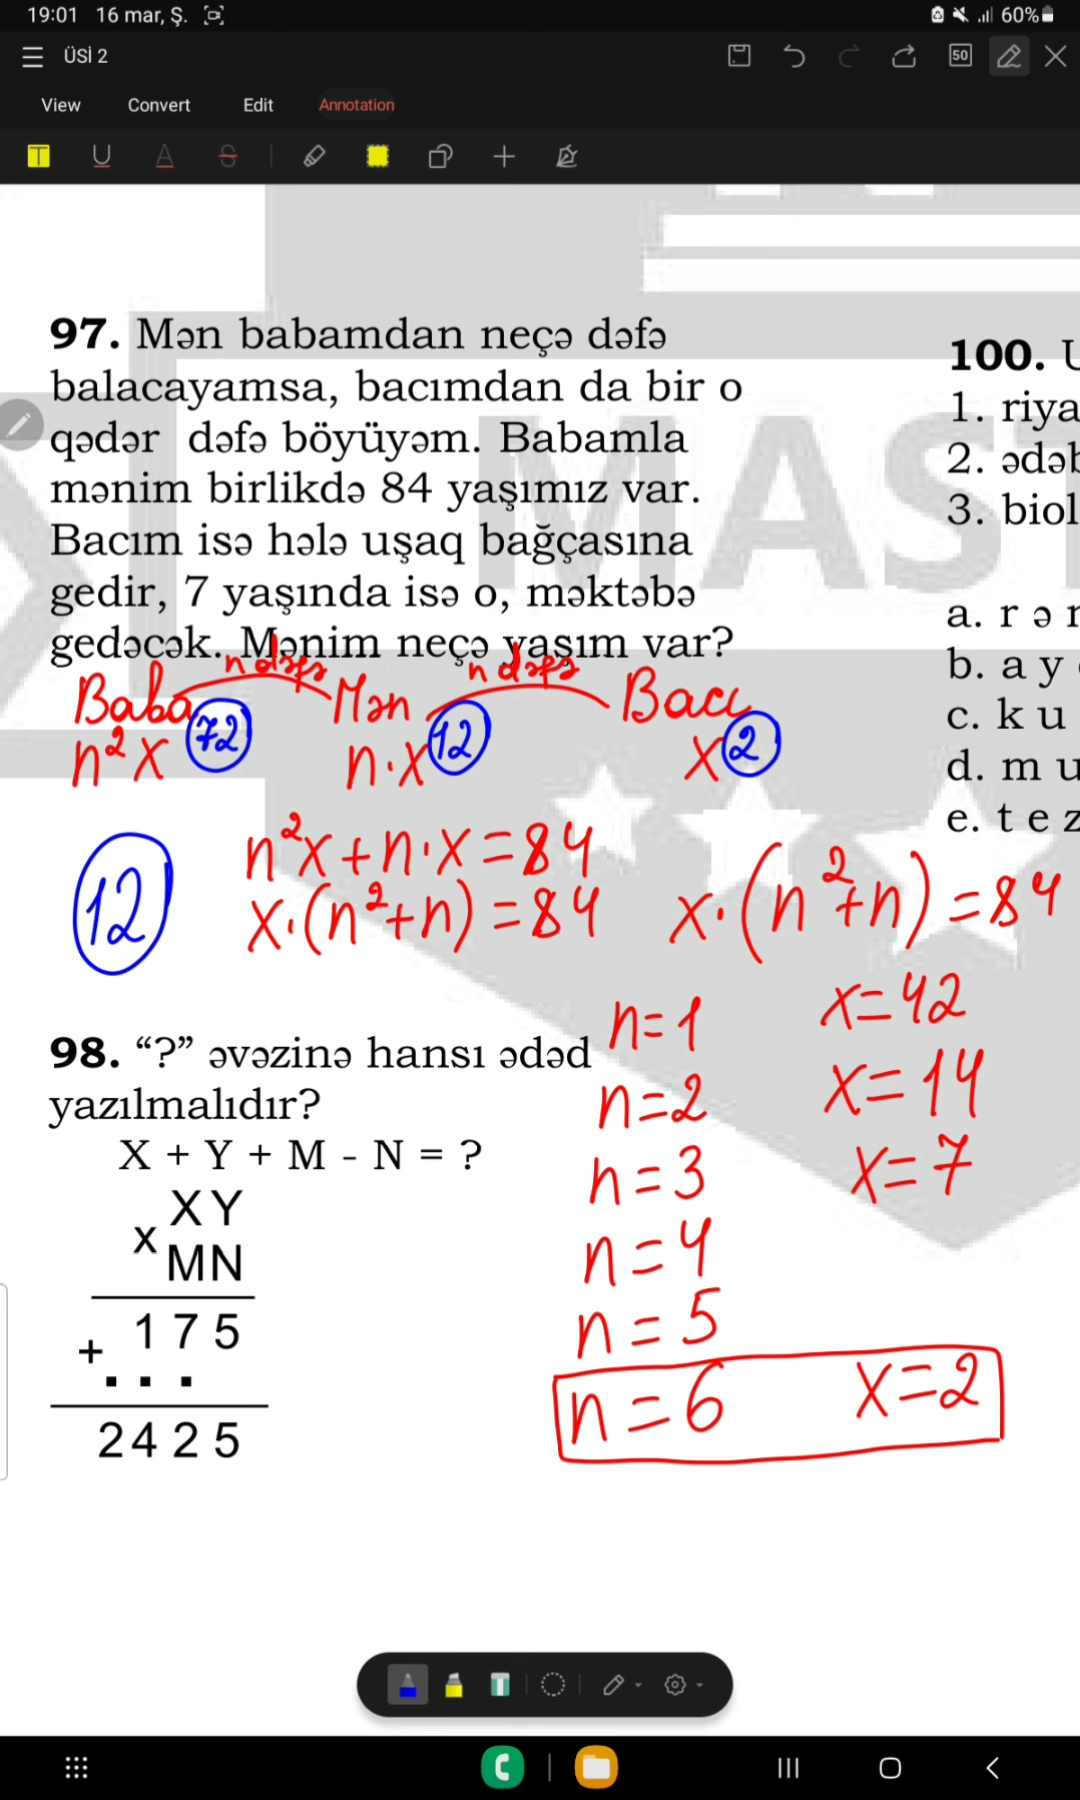 19:01 16 mar, Ş.
60%
ÜSİ 2
50
View Convert Edit Annotation
T U A S
97. Mən babamdan neçə dəfə
balacayamsa, bacımdan da bir o
qədər dəfə böyüyəm. Babamla
mənim birlikdə 84 yaşımız var.
Bacım isə hələ uşaq bağçasına
gedir, 7 yaşında isə o, məktəbə
gedəcək. Mənim neçə yaşım var?
n dəfə n dəfə
Baba Mən Bacı
n²x 72 n·x 12 x 2
n²x+n·x=84
12 x·(n²+n)=84 x·(n²+n)=84
n=1 x=42
n=2 x=14
n=3 x=7
n=4
n=5
n=6 x=2
98. “?” əvəzinə hansı ədəd
yazılmalıdır?
X + Y + M - N = ?
XY
x MN
175
+ ...
2425
100.
1. riya
2. ədəb
3. biol
a. r ə r
b. a y
c. k u
d. m u
e. t e z
MAST